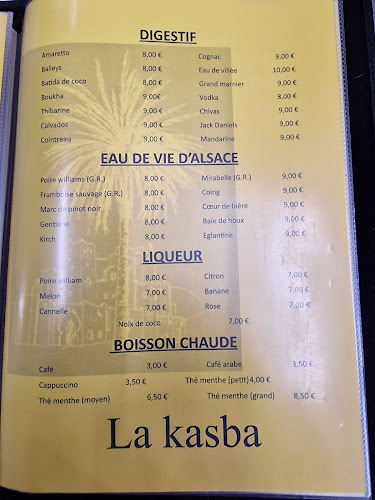 DIGESTIF
Amaretto 8,00 € Cognac 9,00 €
Baileys 8,00 € Eau de villée 10,00 €
Batida de coco 8,00 € Grand marnier 9,00 €
Boukha 9,00€ Vodka 8,00 €
Thibarine 9,00€ Chivas 9,00 €
Calvados 9,00€ Jack Daniels 9,00 €
Cointreau 9,00€ Mandarine 9,00 €
EAU DE VIE D'ALSACE
Poire williams (G.R.) 8,00 € Mirabelle (G.R.) 9,00 €
Framboise sauvage (G.R.) 8,00 € Coing 9,00 €
Marc de pinot noir 8,00 € Cœur de bière 9,00 €
Gentiane 8,00 € Baie de houx 9,00 €
Kirch 8,00 € Eglantine 9,00 €
LIQUEUR
Poire william 8,00 € Citron 7,00 €
Melon 7,00 € Banane 7,00 €
Cannelle 7,00 € Rose 7,00 €
Noix de coco 7,00 €
BOISSON CHAUDE
Café 3,00 € Café arabe 3,50 €
Cappuccino 3,50 € Thé menthe (petit) 4,00 €
Thé menthe (moyen) 6,50 € Thé menthe (grand) 8,50 €
La kasba